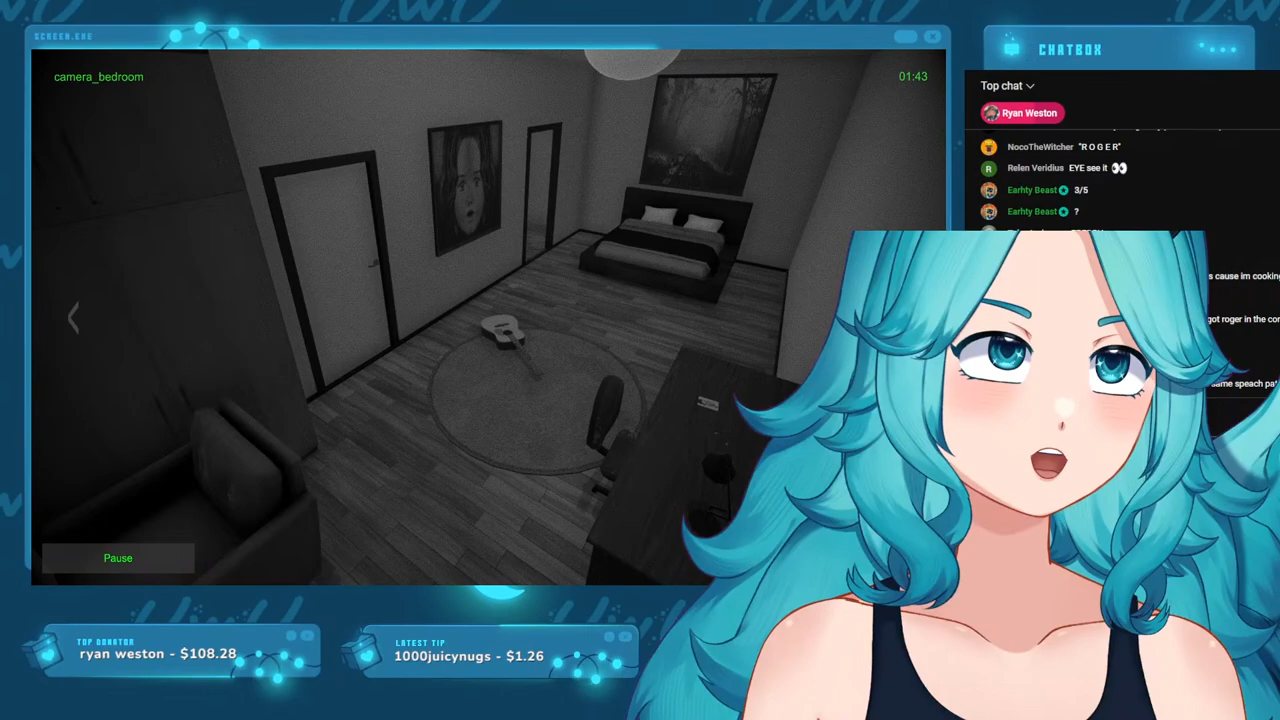 SCREEN.EXE
CHATBOX
camera_bedroom
01:43
Top chat
Ryan Weston
NocoTheWitcher "R O G E R"
Relen Veridius EYE see it 👀
Earhty Beast 3/5
Earhty Beast ?
s cause im cooking
got roger in the cor
same speach pa
Pause
TOP DONATOR
ryan weston - $108.28
LATEST TIP
1000juicynugs - $1.26